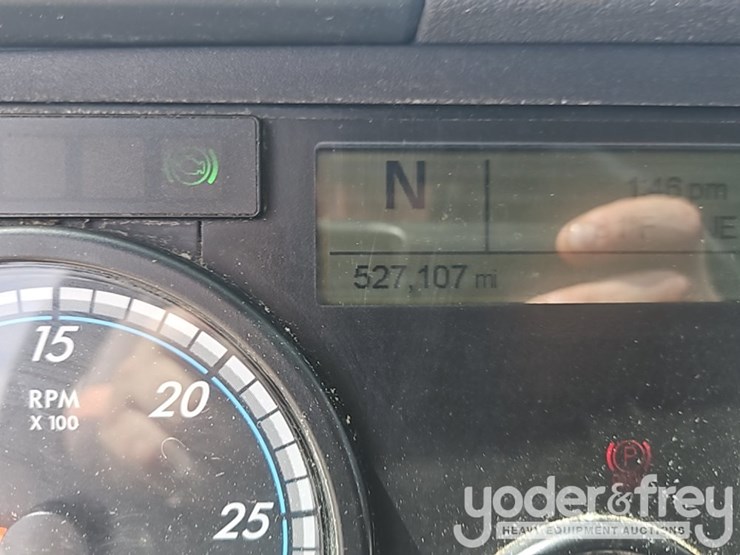 N
1:46 pm
527,107 mi
15
RPM
X 100
20
25
P
yoder&frey
HEAVY EQUIPMENT AUCTIONS